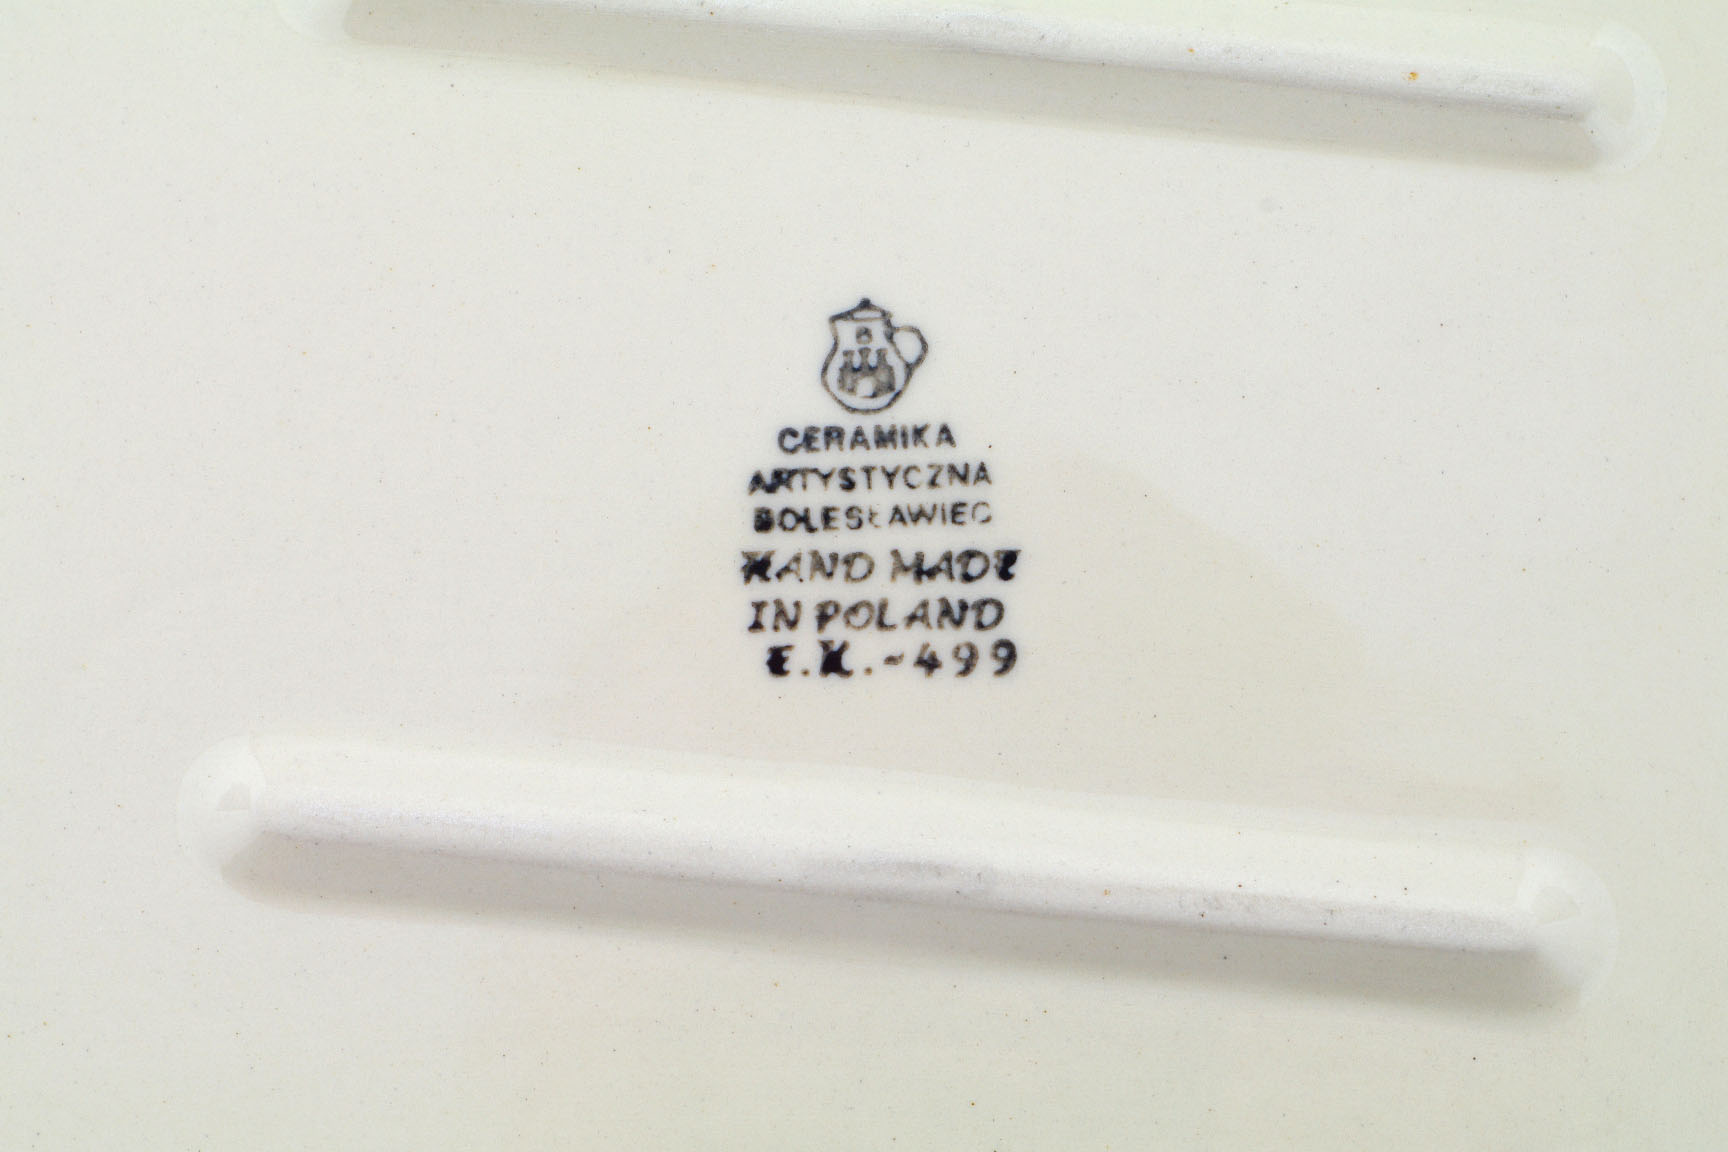 B
CERAMIKA
ARTYSTYCZNA
BOLESŁAWIEC
HAND MADE
IN POLAND
E.K.-499